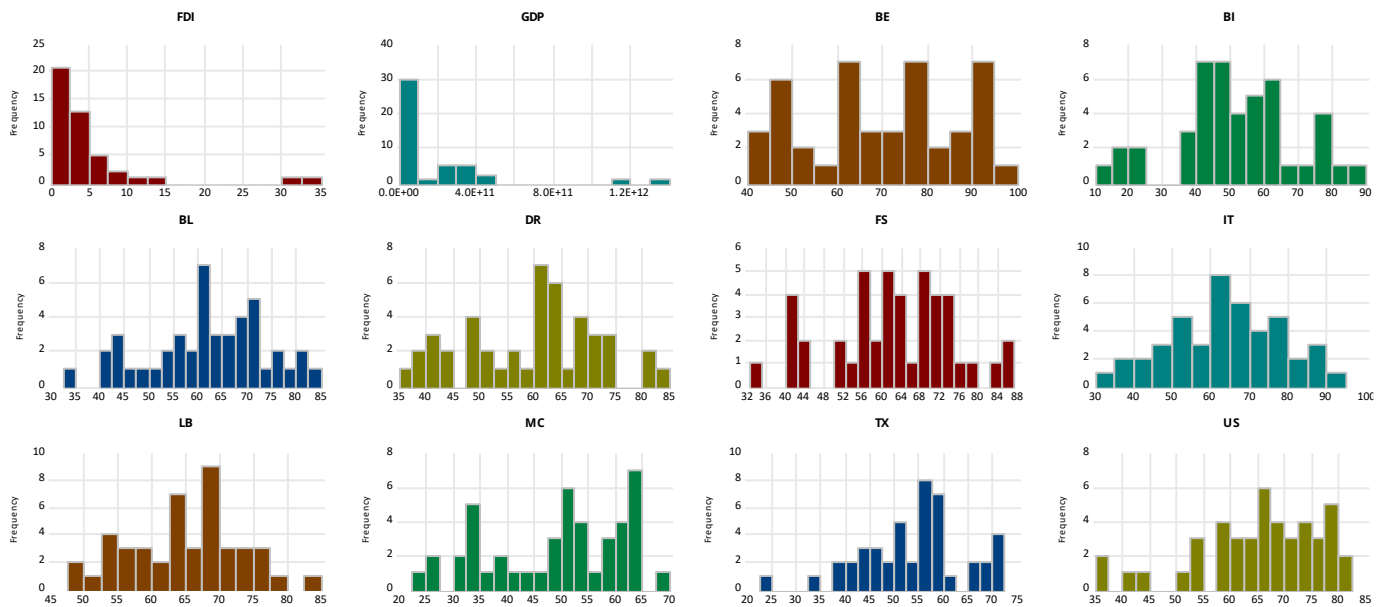 FDI
Frequency
25
20
15
10
5
0
0 5 10 15 20 25 30 35
GDP
Frequency
40
30
20
10
0
0.0E+00 4.0E+11 8.0E+11 1.2E+12
BE
Frequency
8
6
4
2
0
40 50 60 70 80 90 100
BI
Frequency
8
6
4
2
0
10 20 30 40 50 60 70 80 90
BL
Frequency
8
6
4
2
0
30 35 40 45 50 55 60 65 70 75 80 85
DR
Frequency
8
6
4
2
0
35 40 45 50 55 60 65 70 75 80 85
FS
Frequency
6
5
4
3
2
1
0
32 36 40 44 48 52 56 60 64 68 72 76 80 84 88
IT
Frequency
10
8
6
4
2
0
30 40 50 60 70 80 90 100
LB
Frequency
10
8
6
4
2
0
45 50 55 60 65 70 75 80 85
MC
Frequency
8
6
4
2
0
20 25 30 35 40 45 50 55 60 65 70
TX
Frequency
10
8
6
4
2
0
20 25 30 35 40 45 50 55 60 65 70 75
US
Frequency
8
6
4
2
0
35 40 45 50 55 60 65 70 75 80 85